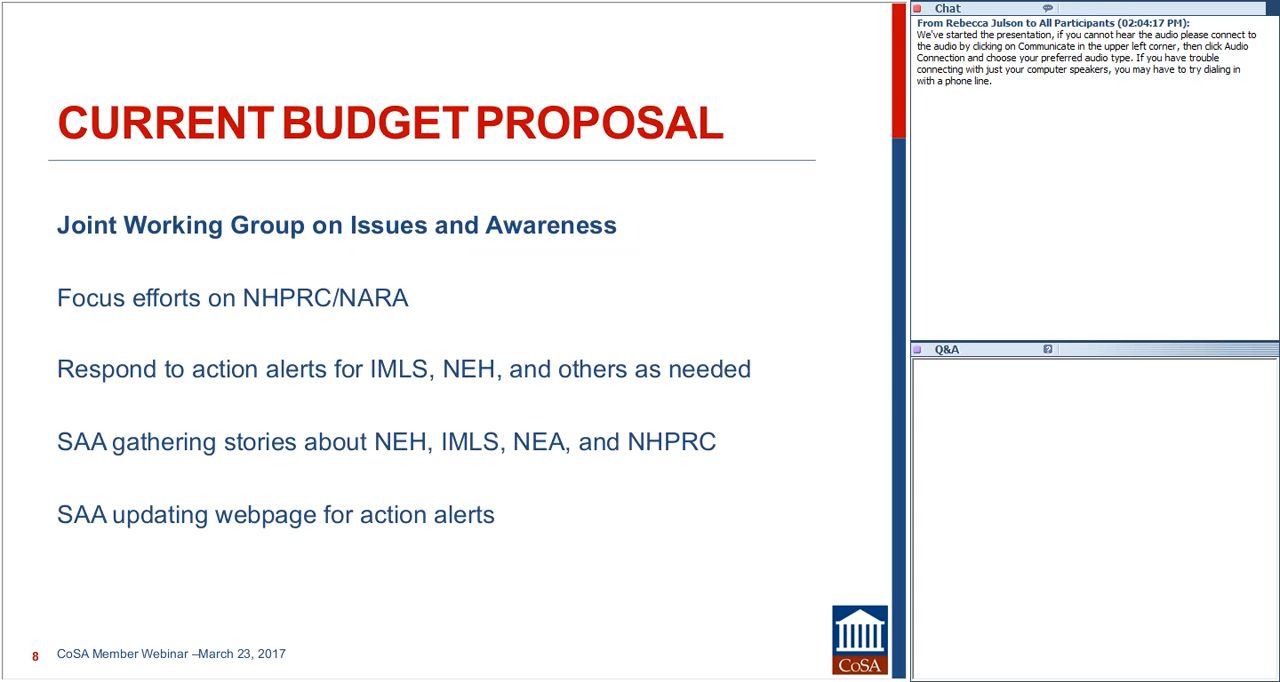 CURRENT BUDGET PROPOSAL
Joint Working Group on Issues and Awareness
Focus efforts on NHPRC/NARA
Respond to action alerts for IMLS, NEH, and others as needed
SAA gathering stories about NEH, IMLS, NEA, and NHPRC
SAA updating webpage for action alerts
8
CoSA Member Webinar –March 23, 2017
CoSA
Chat
From Rebecca Julson to All Participants (02:04:17 PM):
We've started the presentation, if you cannot hear the audio please connect to
the audio by clicking on Communicate in the upper left corner, then click Audio
Connection and choose your preferred audio type. If you have trouble
connecting with just your computer speakers, you may have to try dialing in
with a phone line.
Q&A
?